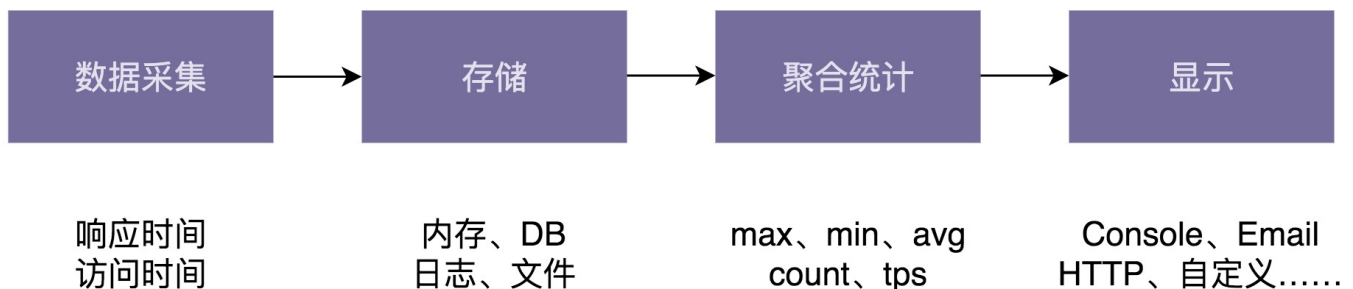 数据采集
存储
聚合统计
显示
响应时间
访问时间
内存、DB
日志、文件
max、min、avg
count、tps
Console、Email
HTTP、自定义……